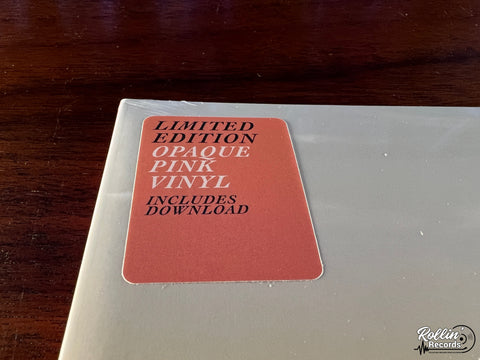 LIMITED
EDITION
OPAQUE
PINK
VINYL
INCLUDES
DOWNLOAD
Rollin'
Records